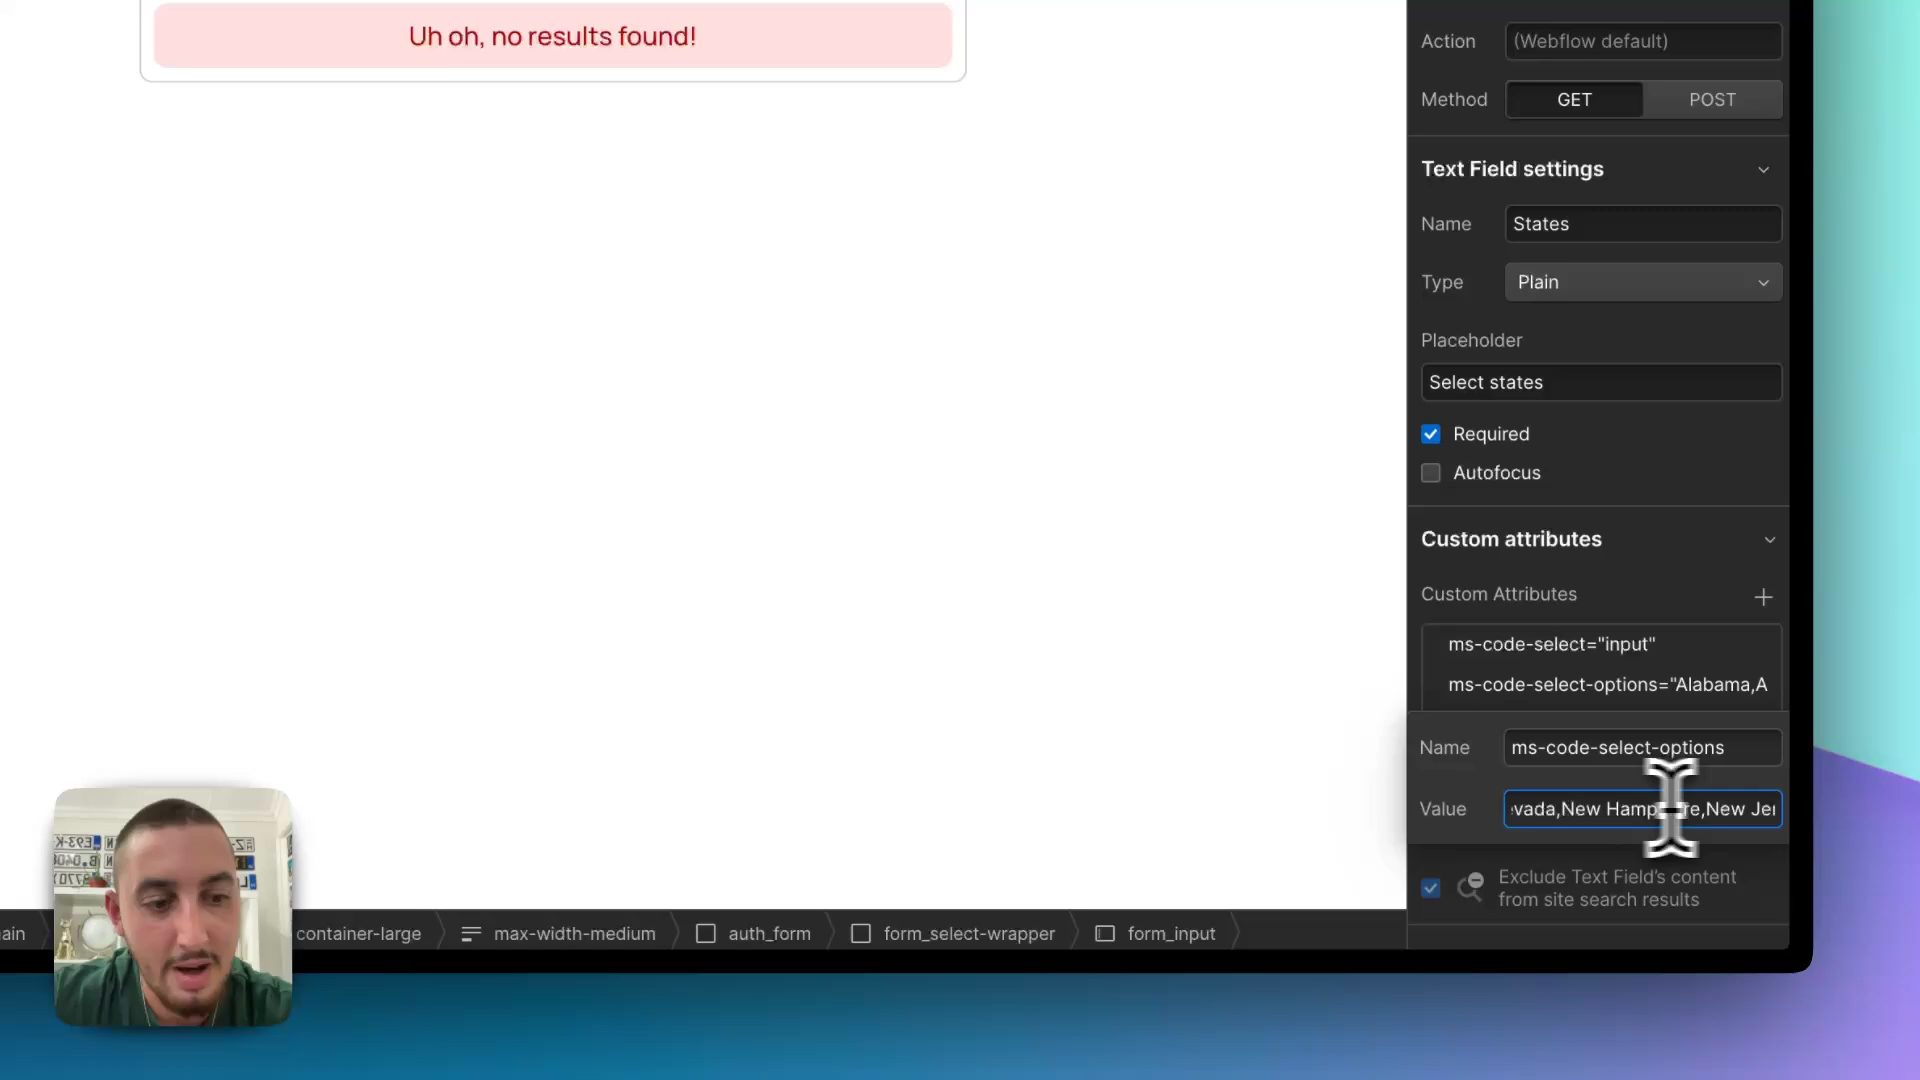 Uh oh, no results found!
Action
(Webflow default)
Method
GET
POST
Text Field settings
Name
States
Type
Plain
Placeholder
Select states
Required
Autofocus
Custom attributes
Custom Attributes
ms-code-select="input"
ms-code-select-options="Alabama,A
Name
ms-code-select-options
Value
vada,New Hamp re,New Jer
Exclude Text Field's content
from site search results
ain
container-large
max-width-medium
auth_form
form_select-wrapper
form_input